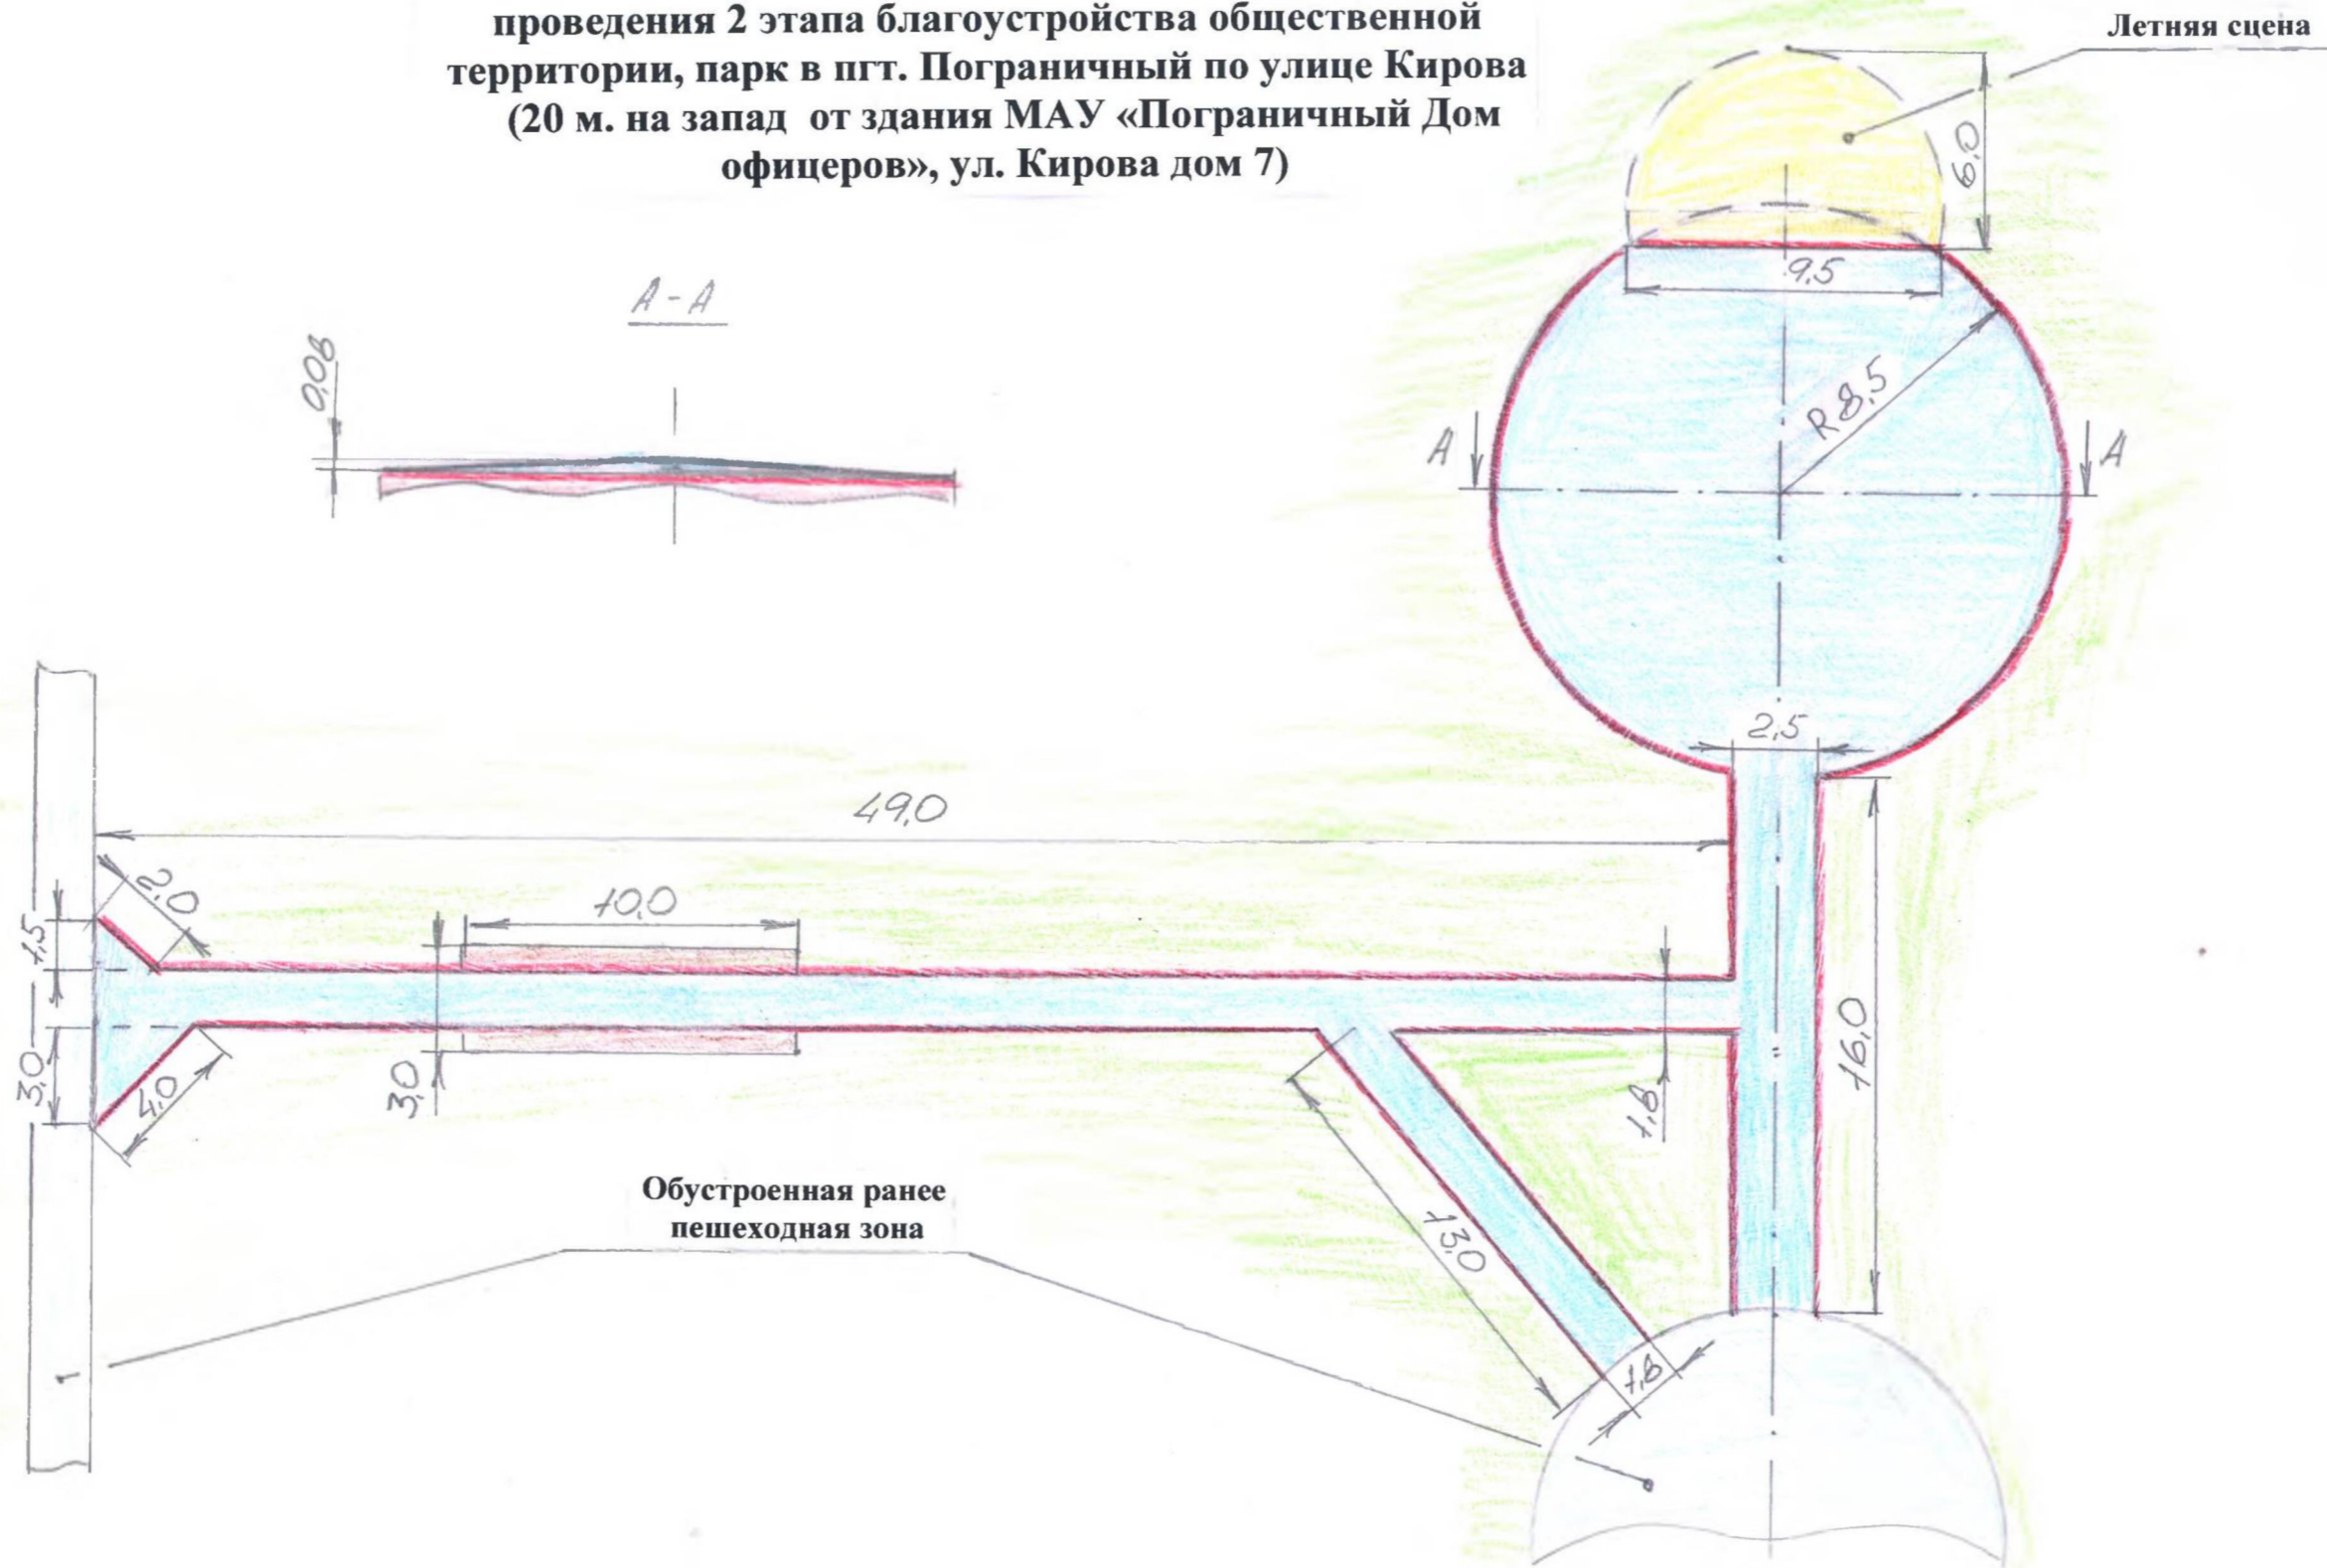 проведения 2 этапа благоустройства общественной
территории, парк в пгт. Пограничный по улице Кирова
(20 м. на запад от здания МАУ «Пограничный Дом
офицеров», ул. Кирова дом 7)
Летняя сцена
6,0
9,5
A-A
0,08
R 8,5
A
A
2,5
49,0
2,0
10,0
1,5
3,0
4,0
3,0
1,8
16,0
Обустроенная ранее
пешеходная зона
13,0
1,8
1